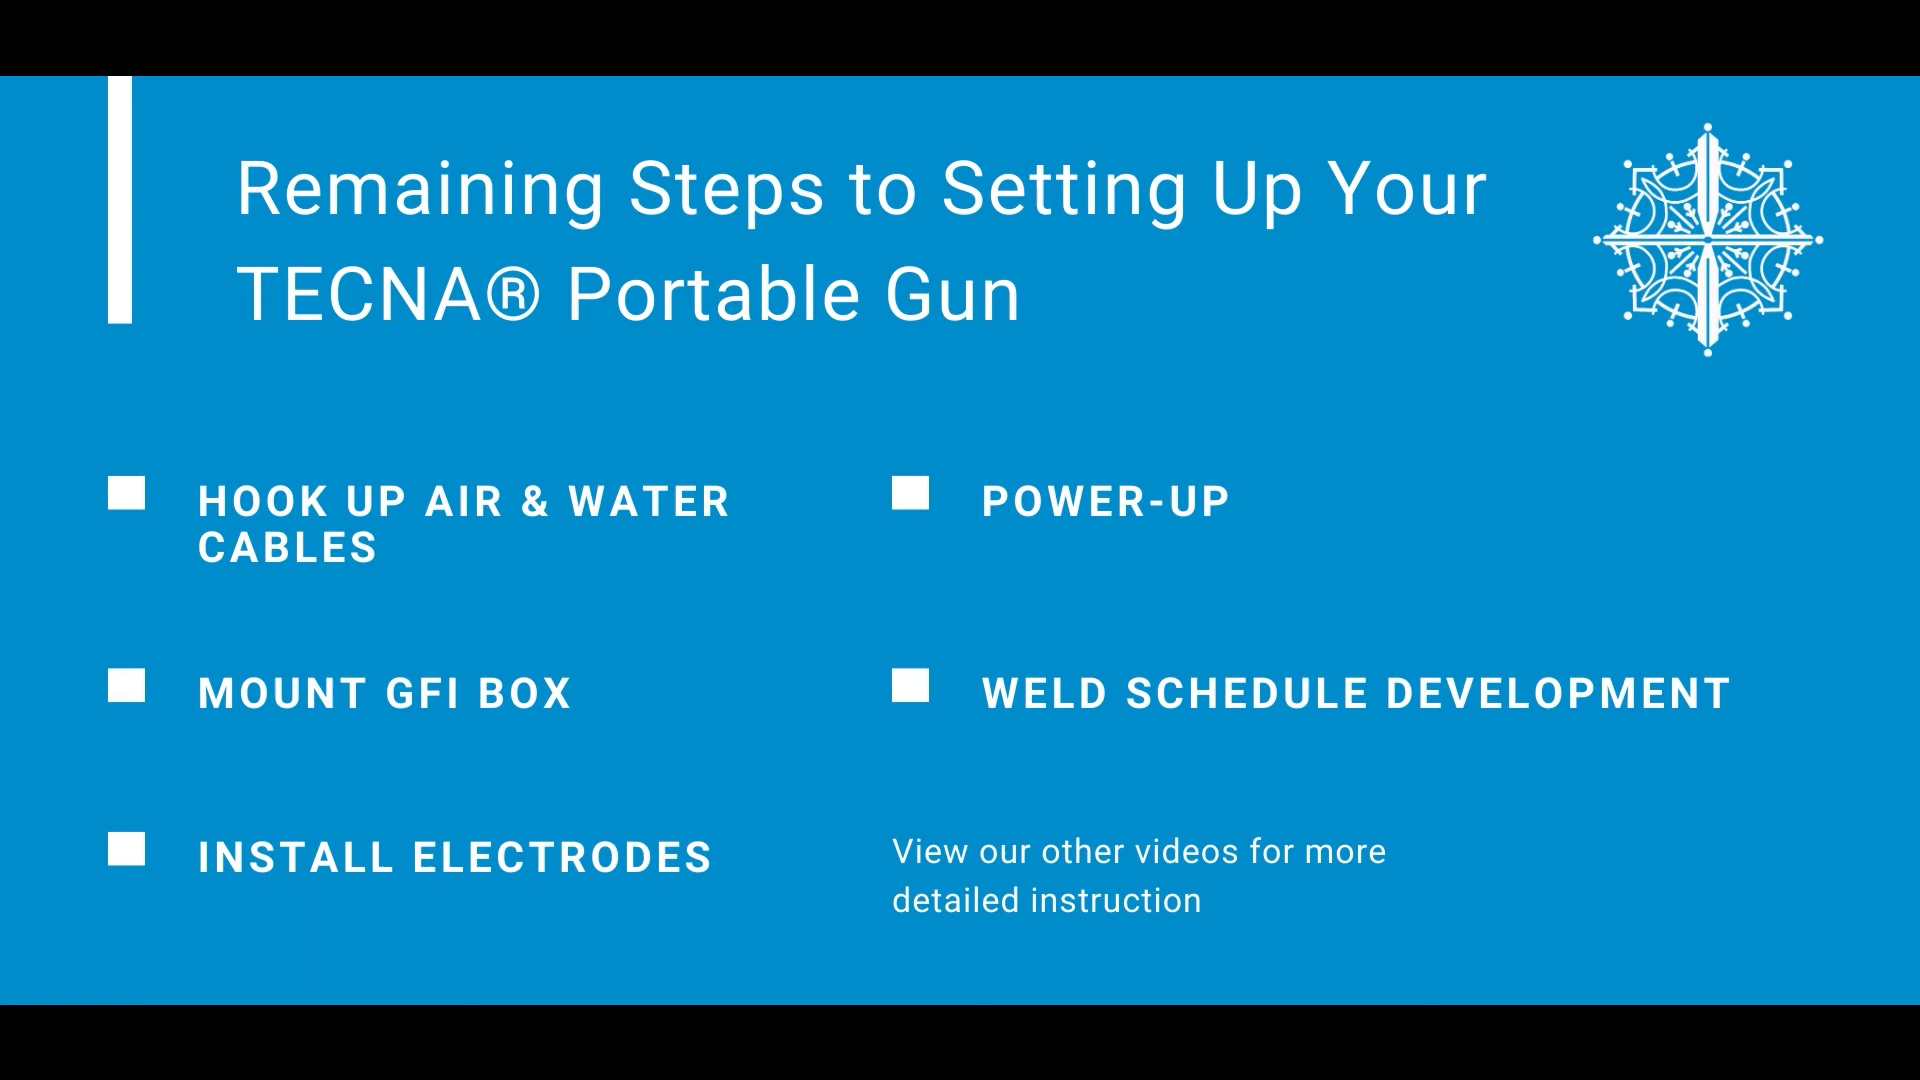 Remaining Steps to Setting Up Your
TECNA® Portable Gun
HOOK UP AIR & WATER
CABLES
MOUNT GFI BOX
INSTALL ELECTRODES
POWER-UP
WELD SCHEDULE DEVELOPMENT
View our other videos for more
detailed instruction